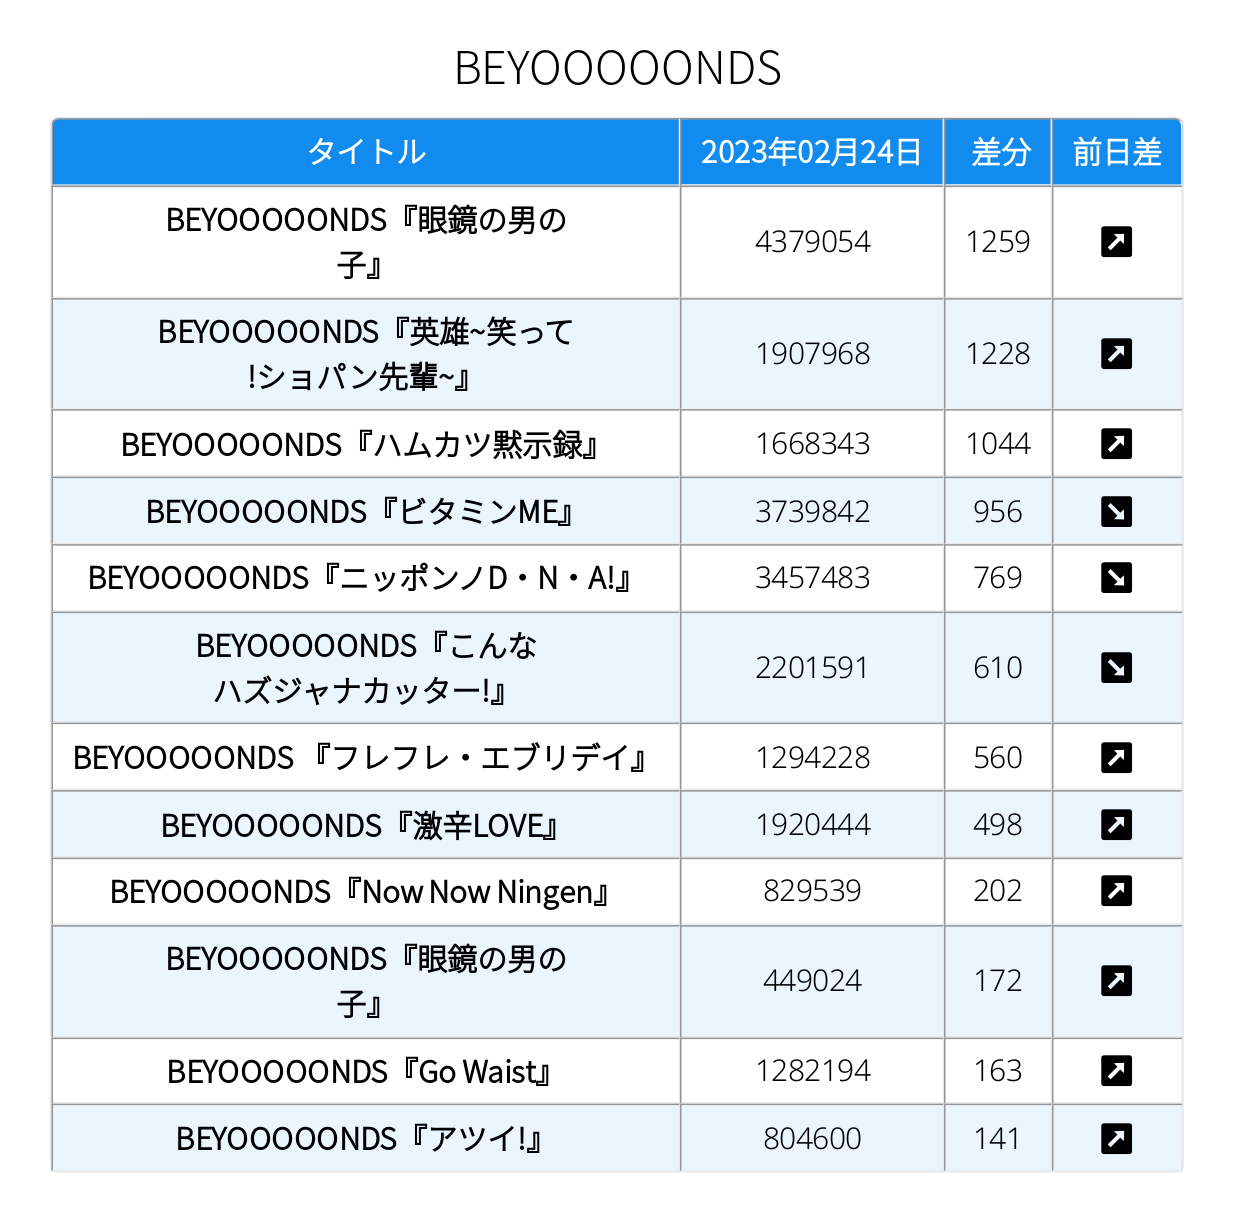 BEYOOOOONDS
タイトル 2023年02月24日 差分 前日差
BEYOOOOONDS『眼鏡の男の
子』 4379054 1259
BEYOOOOONDS『英雄~笑って
!ショパン先輩~』 1907968 1228
BEYOOOOONDS『ハムカツ黙示録』 1668343 1044
BEYOOOOONDS『ビタミンME』 3739842 956
BEYOOOOONDS『ニッポンノD・N・A!』 3457483 769
BEYOOOOONDS『こんな
ハズジャナカッター!』 2201591 610
BEYOOOOONDS 『フレフレ・エブリデイ』 1294228 560
BEYOOOOONDS『激辛LOVE』 1920444 498
BEYOOOOONDS『Now Now Ningen』 829539 202
BEYOOOOONDS『眼鏡の男の
子』 449024 172
BEYOOOOONDS『Go Waist』 1282194 163
BEYOOOOONDS『アツイ!』 804600 141